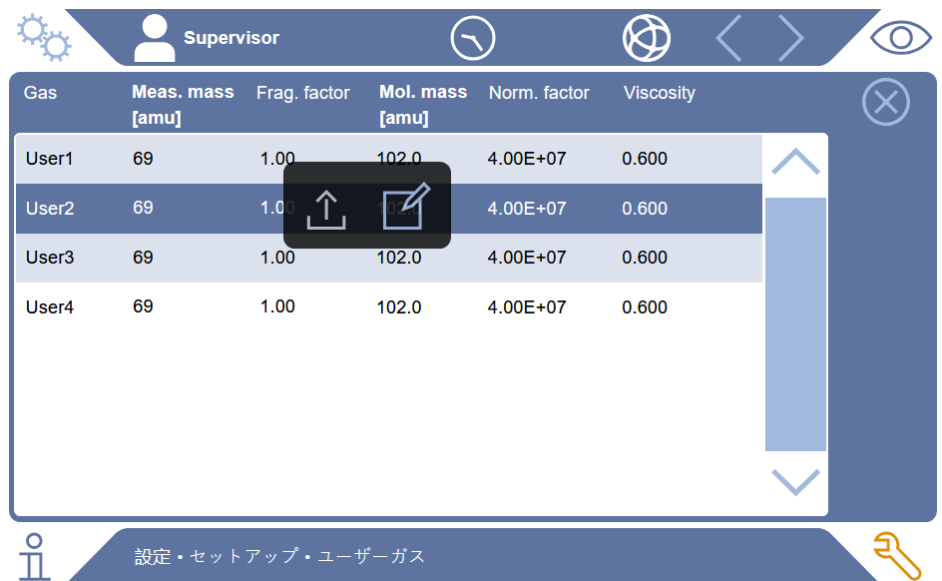 Supervisor
Gas Meas. mass [amu] Frag. factor Mol. mass [amu] Norm. factor Viscosity
User1 69 1.00 102.0 4.00E+07 0.600
User2 69 1.00 102.0 4.00E+07 0.600
User3 69 1.00 102.0 4.00E+07 0.600
User4 69 1.00 102.0 4.00E+07 0.600
設定・セットアップ・ユーザーガス